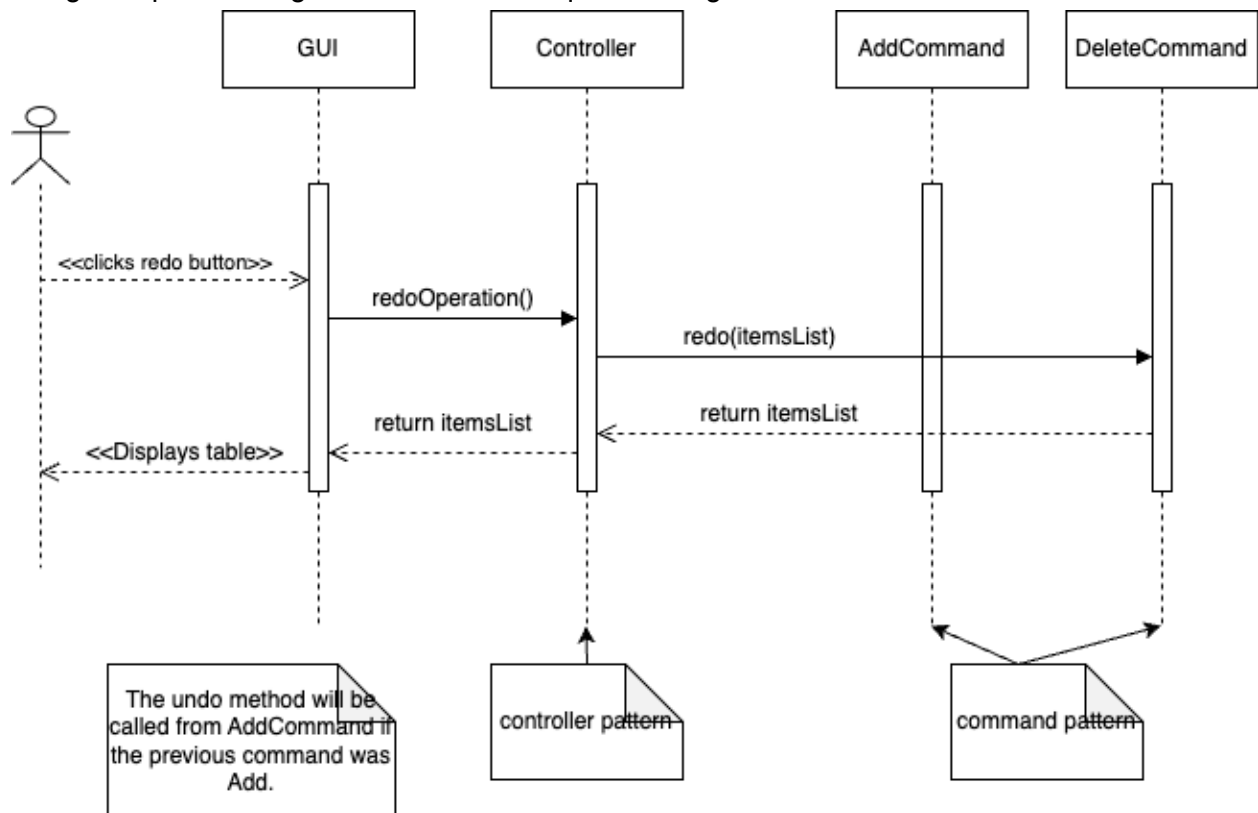 GUI
Controller
AddCommand
DeleteCommand
<<clicks redo button>>
redoOperation()
redo(itemsList)
return itemsList
return itemsList
<<Displays table>>
The undo method will be
called from AddCommand if
the previous command was
Add.
controller pattern
command pattern